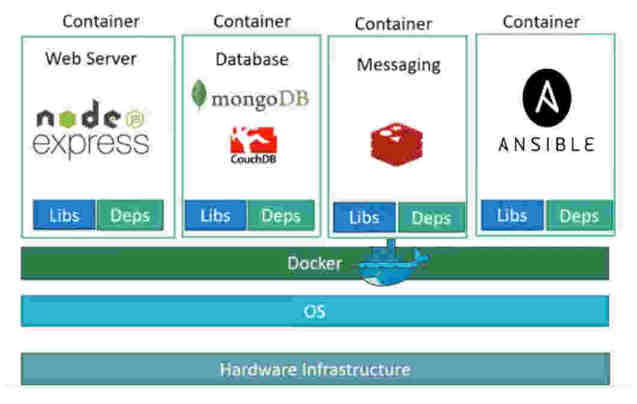 Container
Container
Container
Container
Web Server
Database
Messaging
node JS
express
mongoDB
CouchDB
ANSIBLE
Libs
Deps
Libs
Deps
Libs
Deps
Libs
Deps
Docker
OS
Hardware Infrastructure